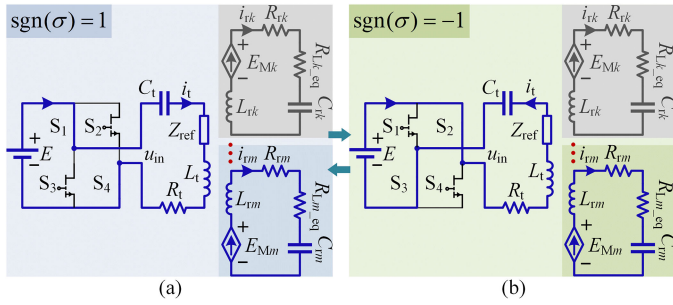 sgn(σ) = 1
i_rk R_rk
+
E_Mk
−
L_rk
R_Lk_eq
C_rk
C_t i_t
S_1 S_2
Z_ref
+
E
−
u_in
L_t
S_3 S_4
R_t
i_rm R_rm
L_rm
R_Lm_eq
+
E_Mm
−
C_rm
(a)
sgn(σ) = −1
i_rk R_rk
+
E_Mk
−
L_rk
R_Lk_eq
C_rk
C_t i_t
S_1 S_2
Z_ref
+
E
−
u_in
L_t
S_3 S_4
R_t
i_rm R_rm
L_rm
R_Lm_eq
+
E_Mm
−
C_rm
(b)